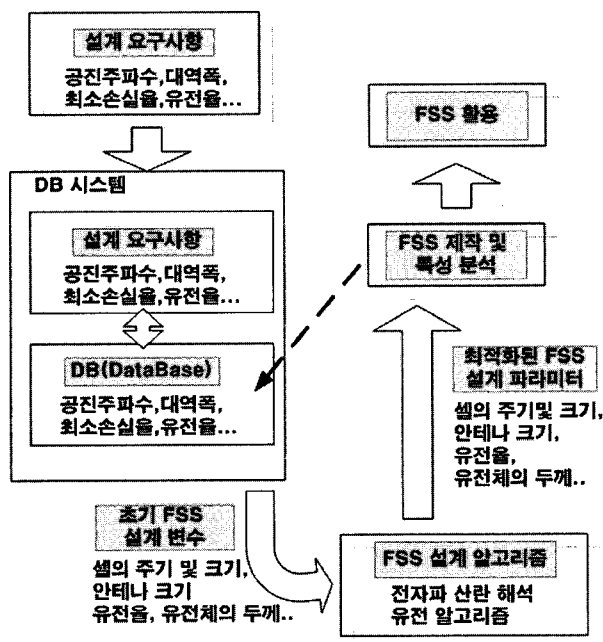 설계 요구사항
공진주파수,대역폭,
최소손실율,유전율...
DB 시스템
설계 요구사항
공진주파수,대역폭,
최소손실율,유전율...
DB(DataBase)
공진주파수,대역폭,
최소손실율,유전율...
초기 FSS
설계 변수
셀의 주기 및 크기,
안테나 크기
유전율, 유전체의 두께..
FSS 설계 알고리즘
전자파 산란 해석
유전 알고리즘
최적화된 FSS
설계 파라미터
셀의 주기및 크기,
안테나 크기,
유전율,
유전체의 두께..
FSS 제작 및
특성 분석
FSS 활용